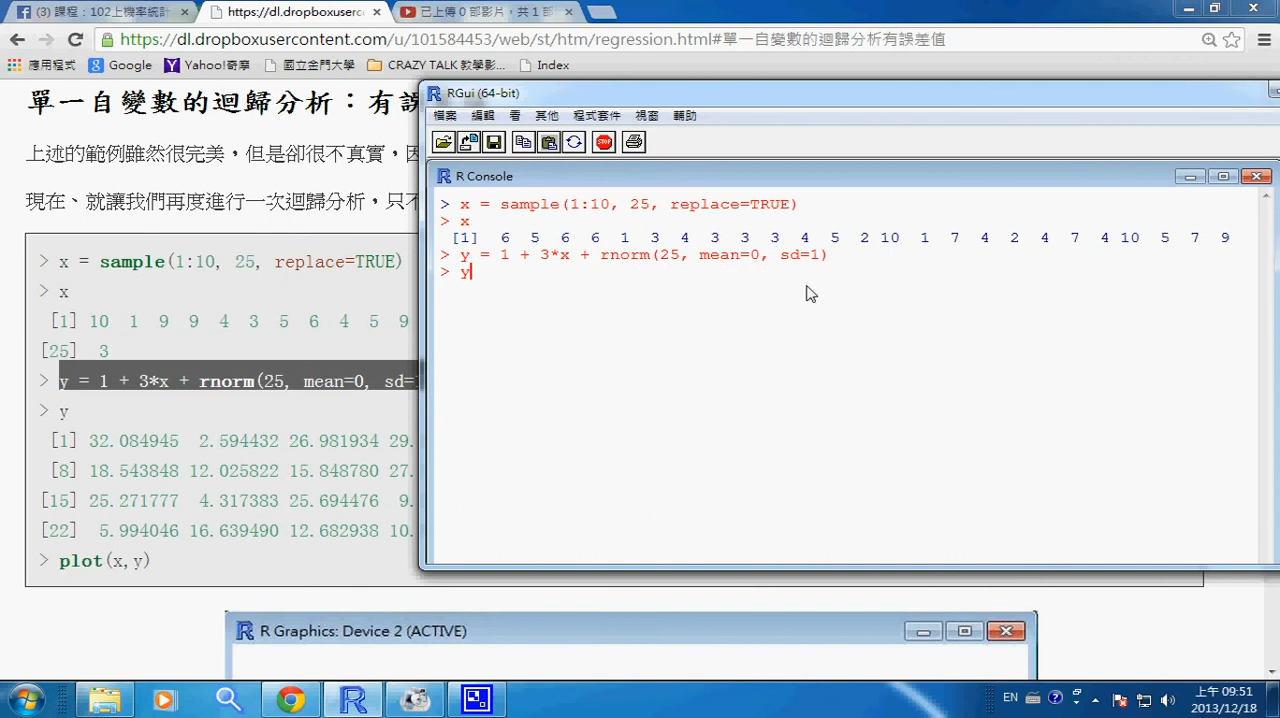 (3) 課程：102上機率統計
https://dl.dropboxuserc
已上傳 0 部影片，共 1 部
https://dl.dropboxusercontent.com/u/101584453/web/st/htm/regression.html#單一自變數的迴歸分析有誤差值
應用程式 Google Yahoo!奇摩 國立金門大學 CRAZY TALK 教學影... Index
單一自變數的迴歸分析：有誤
上述的範例雖然很完美，但是卻很不真實，因
現在、就讓我們再度進行一次迴歸分析，只不
> x = sample(1:10, 25, replace=TRUE)
> x
[1] 10 1 9 9 4 3 5 6 4 5 9
[25] 3
> y = 1 + 3*x + rnorm(25, mean=0, sd=1
> y
[1] 32.084945 2.594432 26.981934 29.
[8] 18.543848 12.025822 15.848780 27.
[15] 25.271777 4.317383 25.694476 9.
[22] 5.994046 16.639490 12.682938 10.
> plot(x,y)
RGui (64-bit)
檔案 編輯 看 其他 程式套件 視窗 輔助
STOP
R Console
> x = sample(1:10, 25, replace=TRUE)
> x
[1] 6 5 6 6 1 3 4 3 3 3 4 5 2 10 1 7 4 2 4 7 4 10 5 7 9
> y = 1 + 3*x + rnorm(25, mean=0, sd=1)
> y
R Graphics: Device 2 (ACTIVE)
EN
上午 09:51
2013/12/18